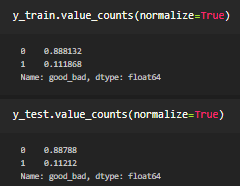 y_train.value_counts(normalize=True)
0    0.888132
1    0.111868
Name: good_bad, dtype: float64
y_test.value_counts(normalize=True)
0    0.88788
1    0.11212
Name: good_bad, dtype: float64